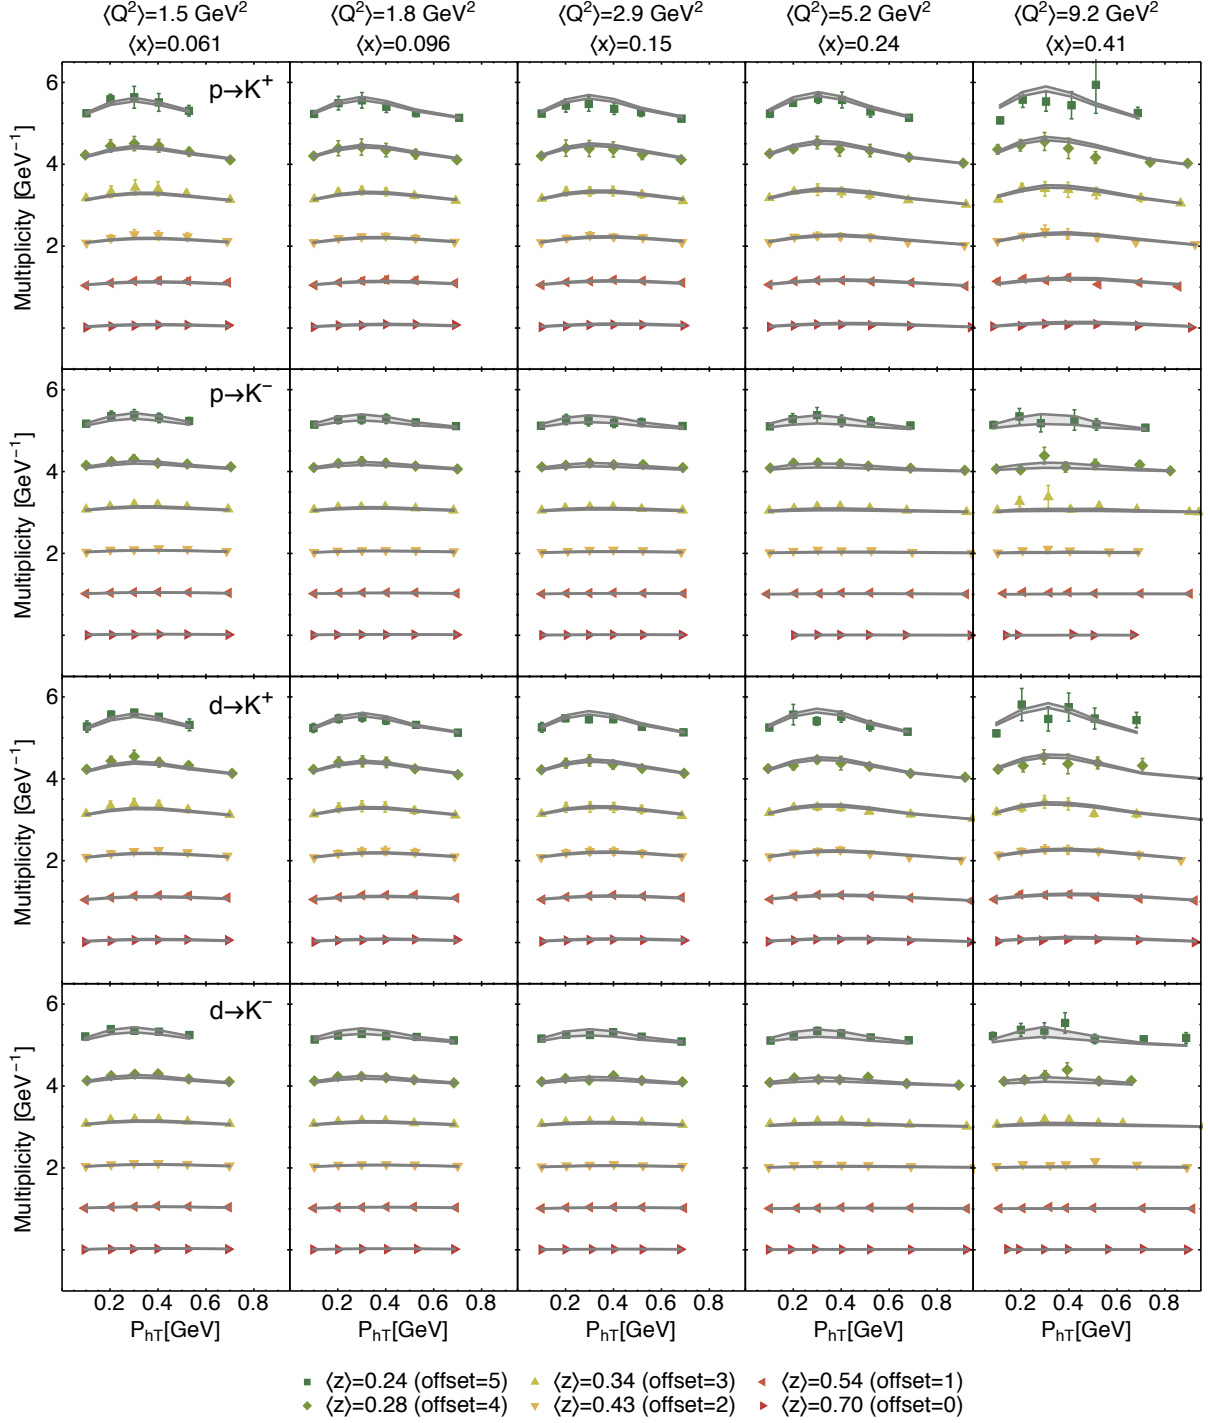 ⟨Q²⟩=1.5 GeV² ⟨Q²⟩=1.8 GeV² ⟨Q²⟩=2.9 GeV² ⟨Q²⟩=5.2 GeV² ⟨Q²⟩=9.2 GeV²
⟨x⟩=0.061 ⟨x⟩=0.096 ⟨x⟩=0.15 ⟨x⟩=0.24 ⟨x⟩=0.41
6
p→K⁺
4
Multiplicity [GeV⁻¹]
2
6
p→K⁻
4
Multiplicity [GeV⁻¹]
2
6
d→K⁺
4
Multiplicity [GeV⁻¹]
2
6
d→K⁻
4
Multiplicity [GeV⁻¹]
2
0.2 0.4 0.6 0.8 0.2 0.4 0.6 0.8 0.2 0.4 0.6 0.8 0.2 0.4 0.6 0.8 0.2 0.4 0.6 0.8
P_hT[GeV] P_hT[GeV] P_hT[GeV] P_hT[GeV] P_hT[GeV]
⟨z⟩=0.24 (offset=5) ⟨z⟩=0.34 (offset=3) ⟨z⟩=0.54 (offset=1)
⟨z⟩=0.28 (offset=4) ⟨z⟩=0.43 (offset=2) ⟨z⟩=0.70 (offset=0)